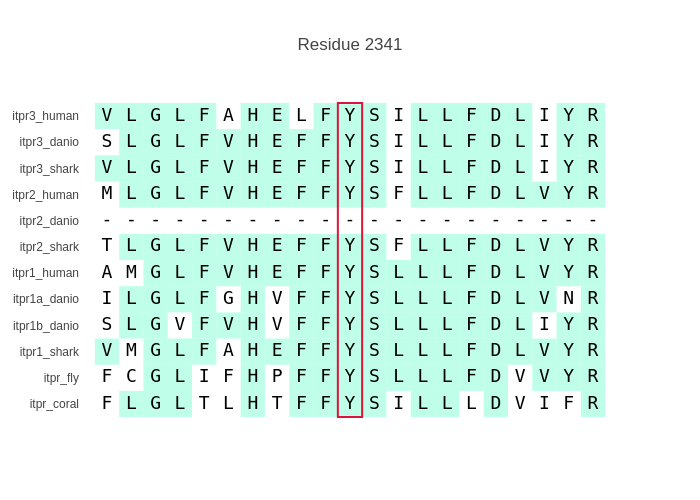 Residue 2341
itpr3_human V L G L F A H E L F Y S I L L F D L I Y R
itpr3_danio S L G L F V H E F F Y S I L L F D L I Y R
itpr3_shark V L G L F V H E F F Y S I L L F D L I Y R
itpr2_human M L G L F V H E F F Y S F L L F D L V Y R
itpr2_danio - - - - - - - - - - - - - - - - - - - - -
itpr2_shark T L G L F V H E F F Y S F L L F D L V Y R
itpr1_human A M G L F V H E F F Y S L L L F D L V Y R
itpr1a_danio I L G L F G H V F F Y S L L L F D L V N R
itpr1b_danio S L G V F V H V F F Y S L L L F D L I Y R
itpr1_shark V M G L F A H E F F Y S L L L F D L V Y R
itpr_fly F C G L I F H P F F Y S L L L F D V V Y R
itpr_coral F L G L T L H T F F Y S I L L L D V I F R